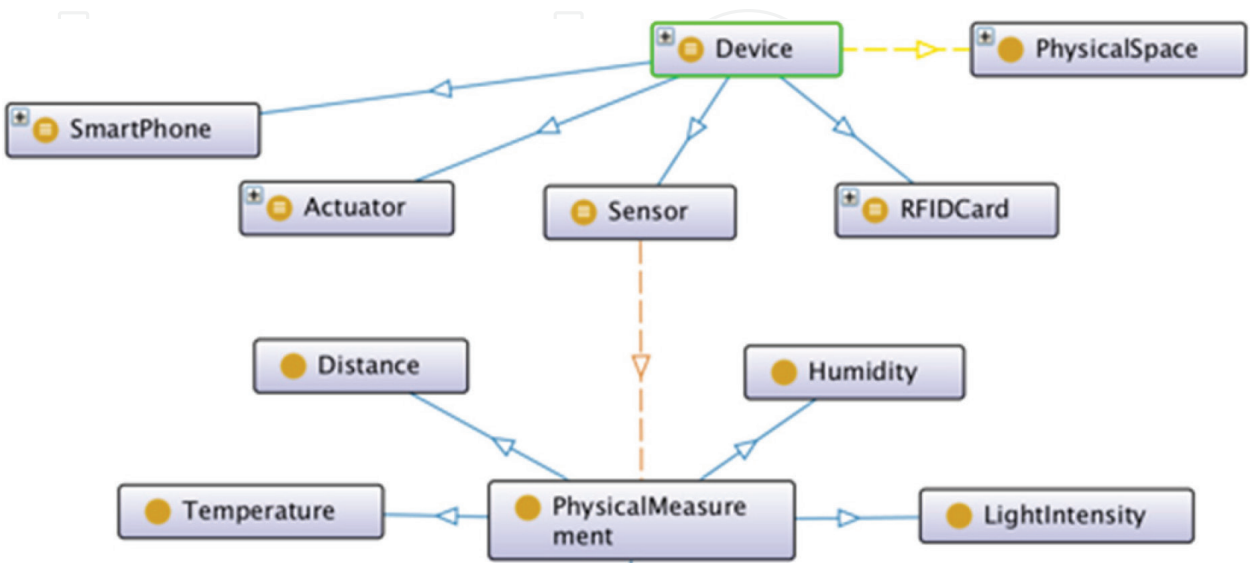 Device
PhysicalSpace
SmartPhone
Actuator
Sensor
RFIDCard
Distance
Humidity
Temperature
PhysicalMeasure
ment
LightIntensity